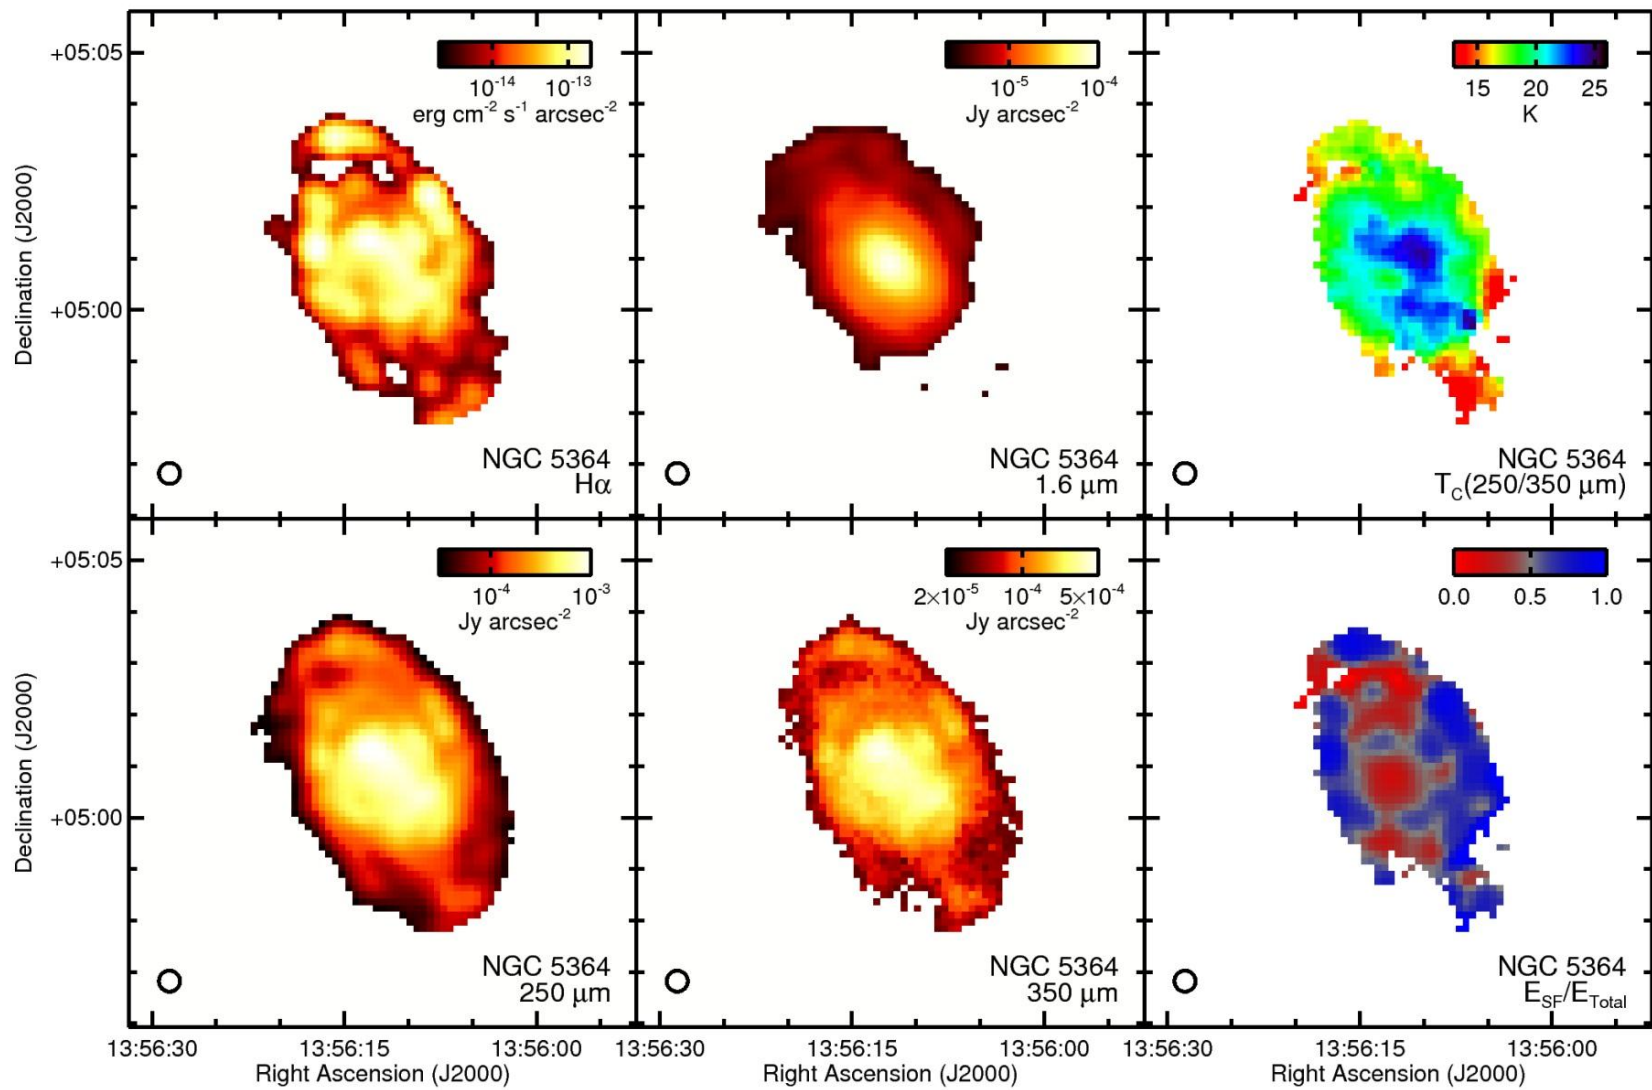 +05:05
+05:00
Declination (J2000)
10⁻¹⁴ 10⁻¹³
erg cm⁻² s⁻¹ arcsec⁻²
NGC 5364
Hα
10⁻⁵ 10⁻⁴
Jy arcsec⁻²
NGC 5364
1.6 μm
15 20 25
K
NGC 5364
T_C(250/350 μm)
+05:05
+05:00
Declination (J2000)
10⁻⁴ 10⁻³
Jy arcsec⁻²
NGC 5364
250 μm
2×10⁻⁵ 10⁻⁴ 5×10⁻⁴
Jy arcsec⁻²
NGC 5364
350 μm
0.0 0.5 1.0
NGC 5364
E_SF/E_Total
13:56:30 13:56:15 13:56:00
Right Ascension (J2000)
13:56:30 13:56:15 13:56:00
Right Ascension (J2000)
13:56:30 13:56:15 13:56:00
Right Ascension (J2000)